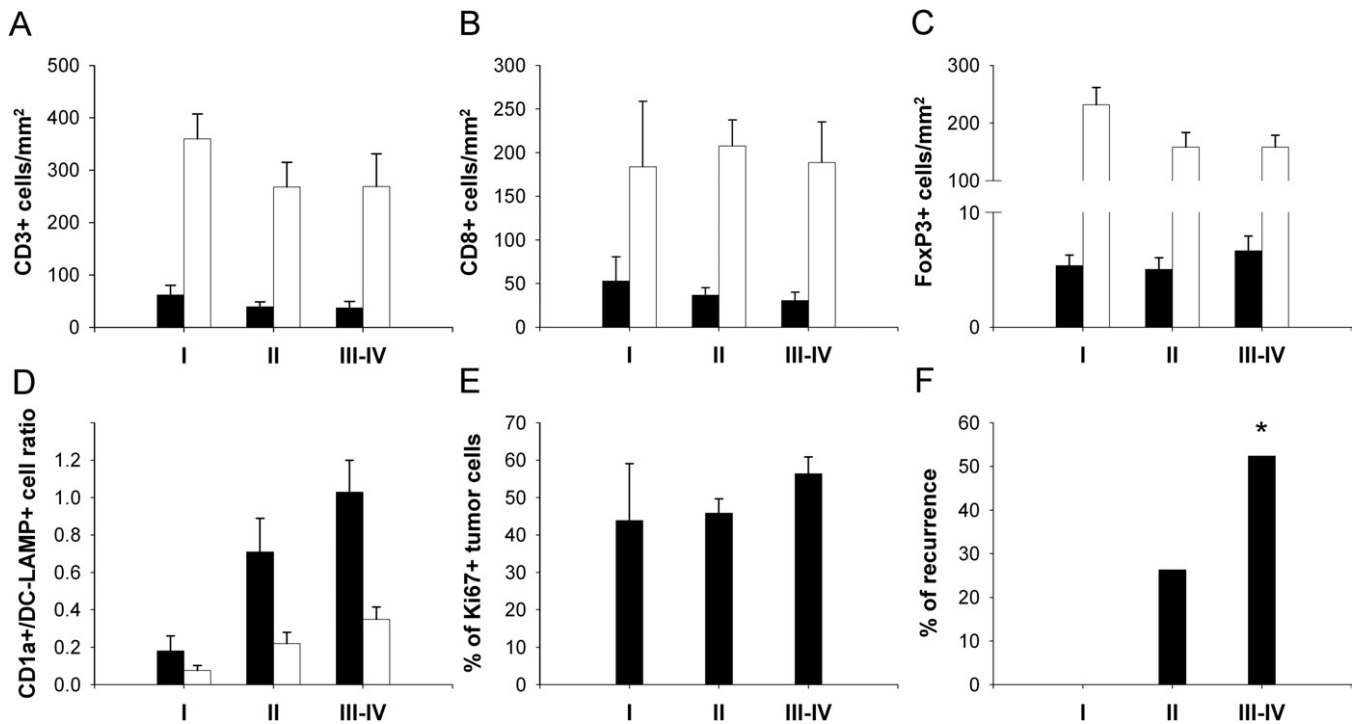 A
CD3+ cells/mm²
500
400
300
200
100
0
I II III-IV
B
CD8+ cells/mm²
300
250
200
150
100
50
0
I II III-IV
C
FoxP3+ cells/mm²
300
200
100
10
0
I II III-IV
D
CD1a+/DC-LAMP+ cell ratio
1.2
1.0
0.8
0.6
0.4
0.2
0.0
I II III-IV
E
% of Ki67+ tumor cells
70
60
50
40
30
20
10
0
I II III-IV
F
% of recurrence
60
50
40
30
20
10
0
*
I II III-IV